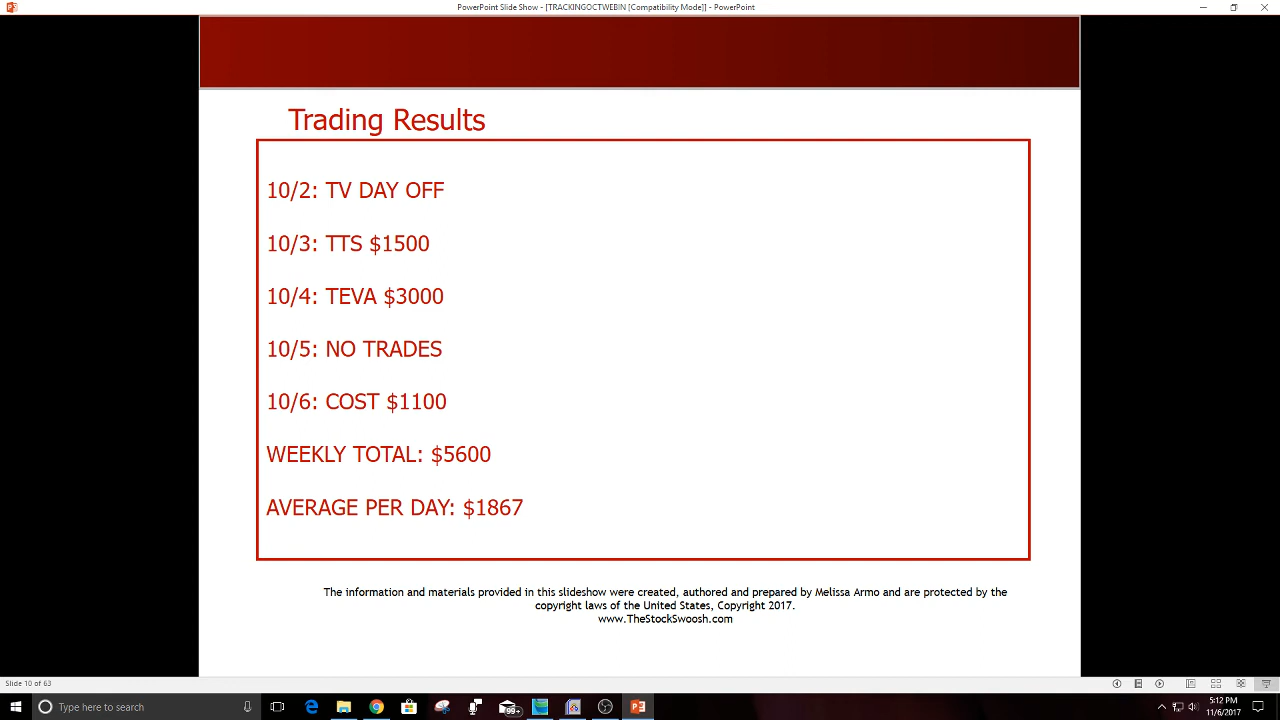 PowerPoint Slide Show - [TRACKINGOCTWEBIN [Compatibility Mode]] - PowerPoint
Trading Results
10/2: TV DAY OFF
10/3: TTS $1500
10/4: TEVA $3000
10/5: NO TRADES
10/6: COST $1100
WEEKLY TOTAL: $5600
AVERAGE PER DAY: $1867
The information and materials provided in this slideshow were created, authored and prepared by Melissa Armo and are protected by the
copyright laws of the United States, Copyright 2017.
www.TheStockSwoosh.com
Slide 10 of 63
Type here to search
99+
5:12 PM
11/6/2017